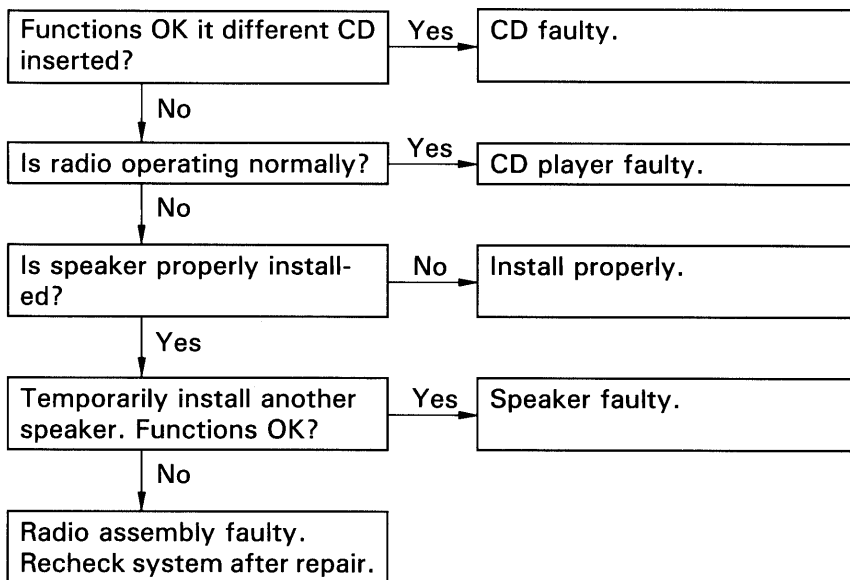 Functions OK it different CD
inserted?
Yes
CD faulty.
No
Is radio operating normally?
Yes
CD player faulty.
No
Is speaker properly install-
ed?
No
Install properly.
Yes
Temporarily install another
speaker. Functions OK?
Yes
Speaker faulty.
No
Radio assembly faulty.
Recheck system after repair.